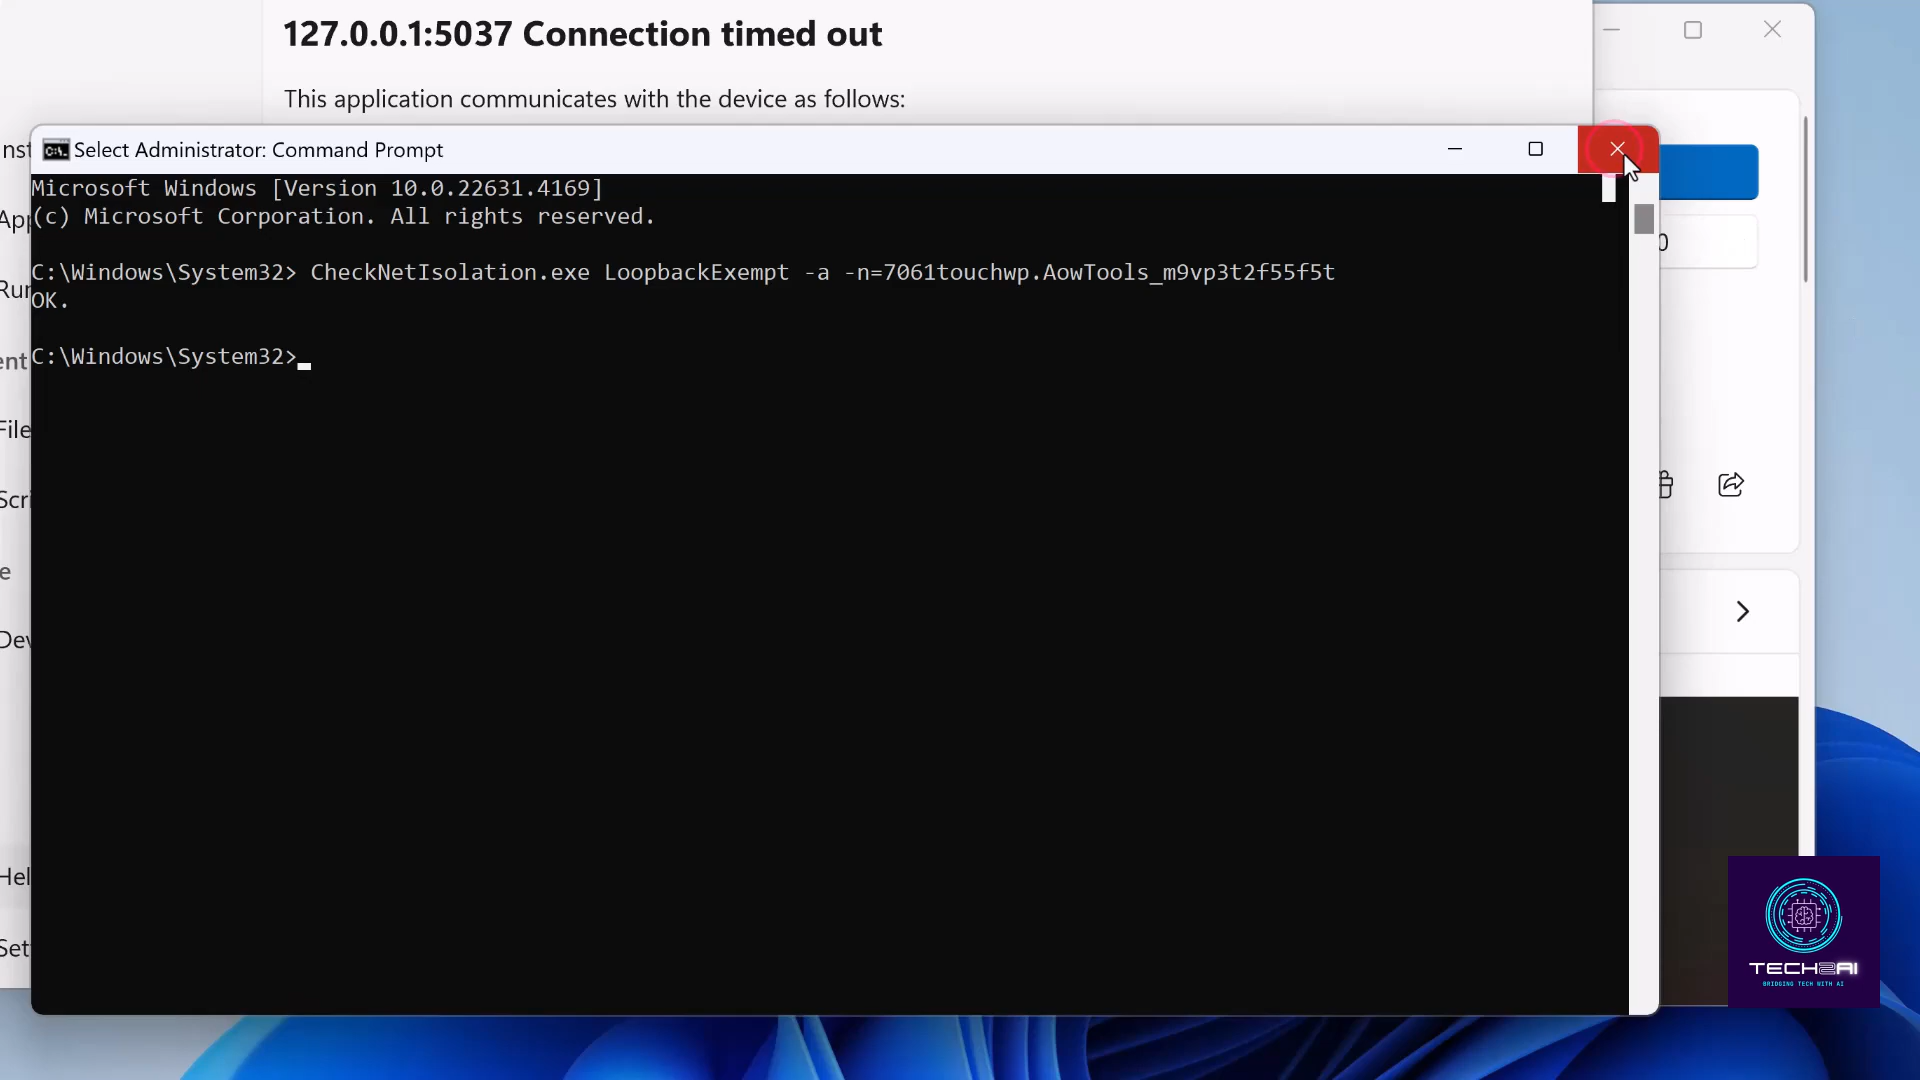 127.0.0.1:5037 Connection timed out
This application communicates with the device as follows:
Select Administrator: Command Prompt
Microsoft Windows [Version 10.0.22631.4169]
(c) Microsoft Corporation. All rights reserved.
C:\Windows\System32> CheckNetIsolation.exe LoopbackExempt -a -n=7061touchwp.AowTools_m9vp3t2f55f5t
OK.
C:\Windows\System32>
File
TECH2AI
BRIDGING TECH WITH AI